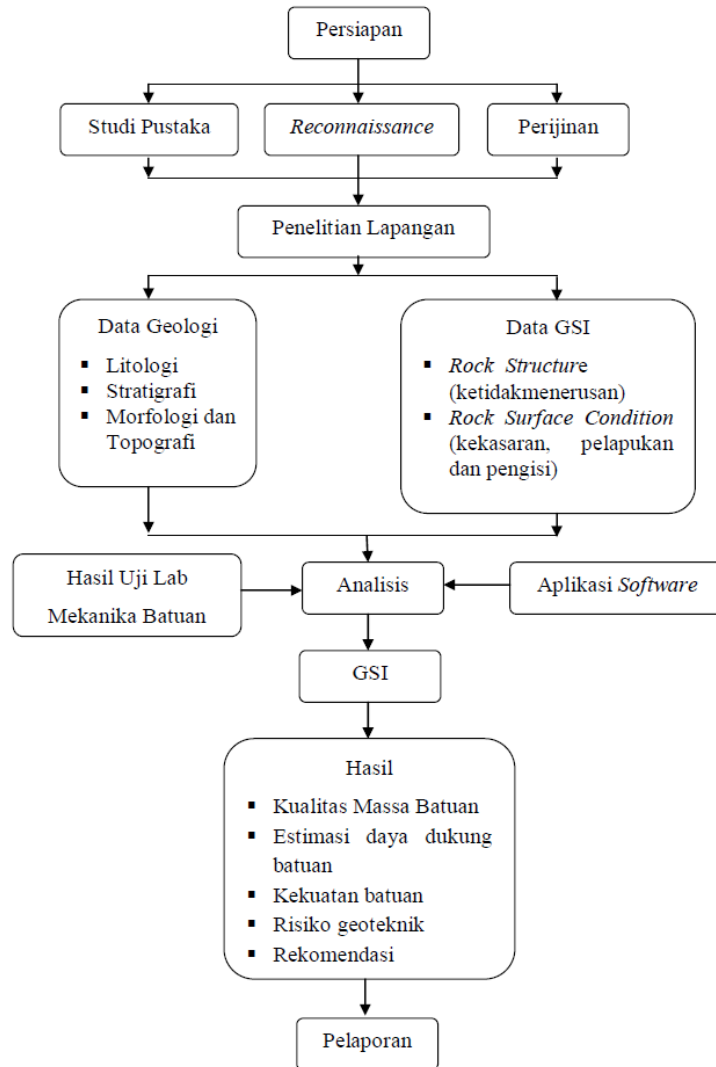 Persiapan
Studi Pustaka
Reconnaissance
Perijinan
Penelitian Lapangan
Data Geologi
▪ Litologi
▪ Stratigrafi
▪ Morfologi dan
Topografi
Data GSI
▪ Rock Structure
(ketidakmenerusan)
▪ Rock Surface Condition
(kekasaran, pelapukan
dan pengisi)
Hasil Uji Lab
Mekanika Batuan
Analisis
Aplikasi Software
GSI
Hasil
▪ Kualitas Massa Batuan
▪ Estimasi daya dukung
batuan
▪ Kekuatan batuan
▪ Risiko geoteknik
▪ Rekomendasi
Pelaporan